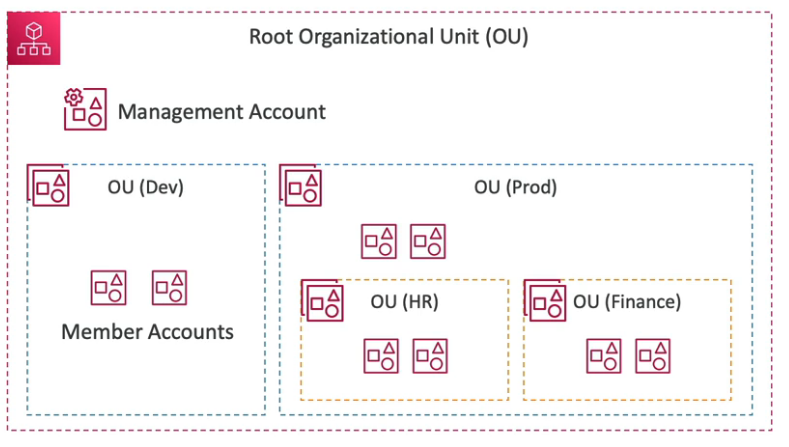 Root Organizational Unit (OU)
Management Account
OU (Dev)
OU (Prod)
Member Accounts
OU (HR)
OU (Finance)